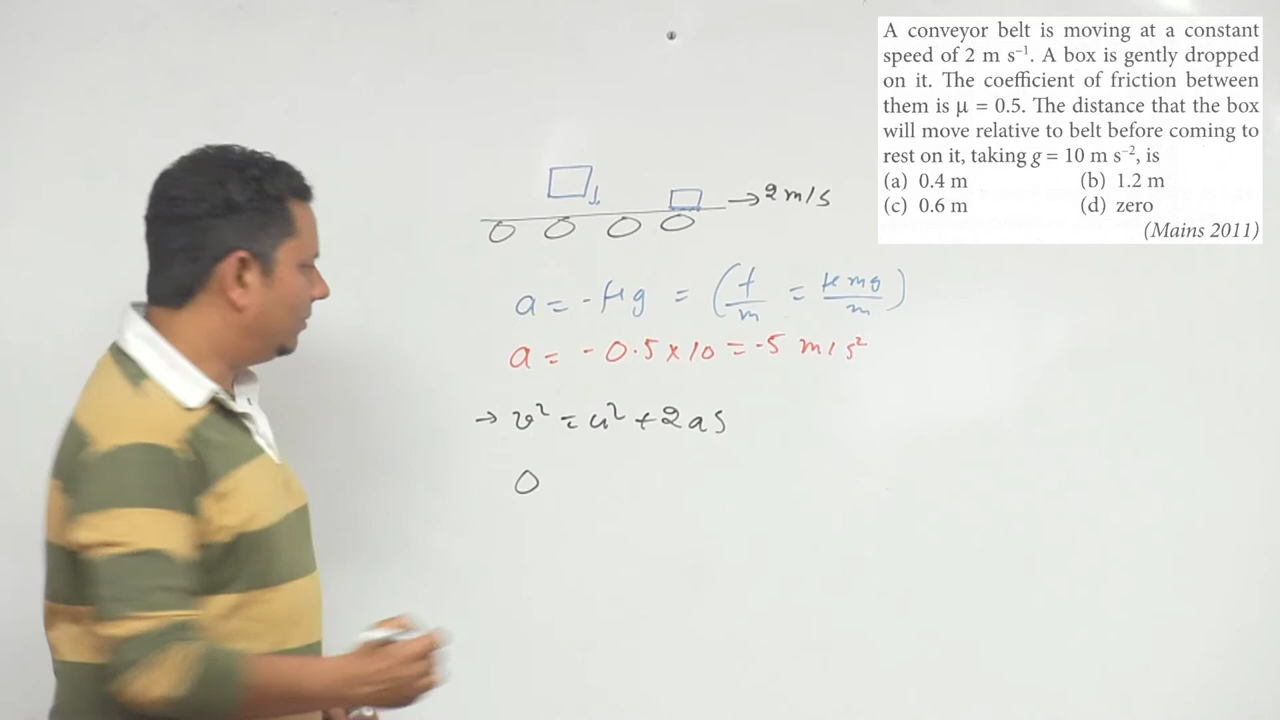 A conveyor belt is moving at a constant
speed of 2 m s⁻¹. A box is gently dropped
on it. The coefficient of friction between
them is μ = 0.5. The distance that the box
will move relative to belt before coming to
rest on it, taking g = 10 m s⁻², is
(a) 0.4 m (b) 1.2 m
(c) 0.6 m (d) zero
(Mains 2011)
→ 2 m/s
a = - μg = (f/m = μmg/m)
a = - 0.5 x 10 = -5 m/s²
→ v² = u² + 2as
0